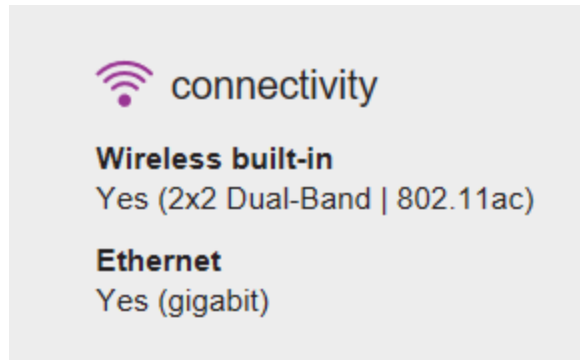 connectivity
Wireless built-in
Yes (2x2 Dual-Band | 802.11ac)
Ethernet
Yes (gigabit)